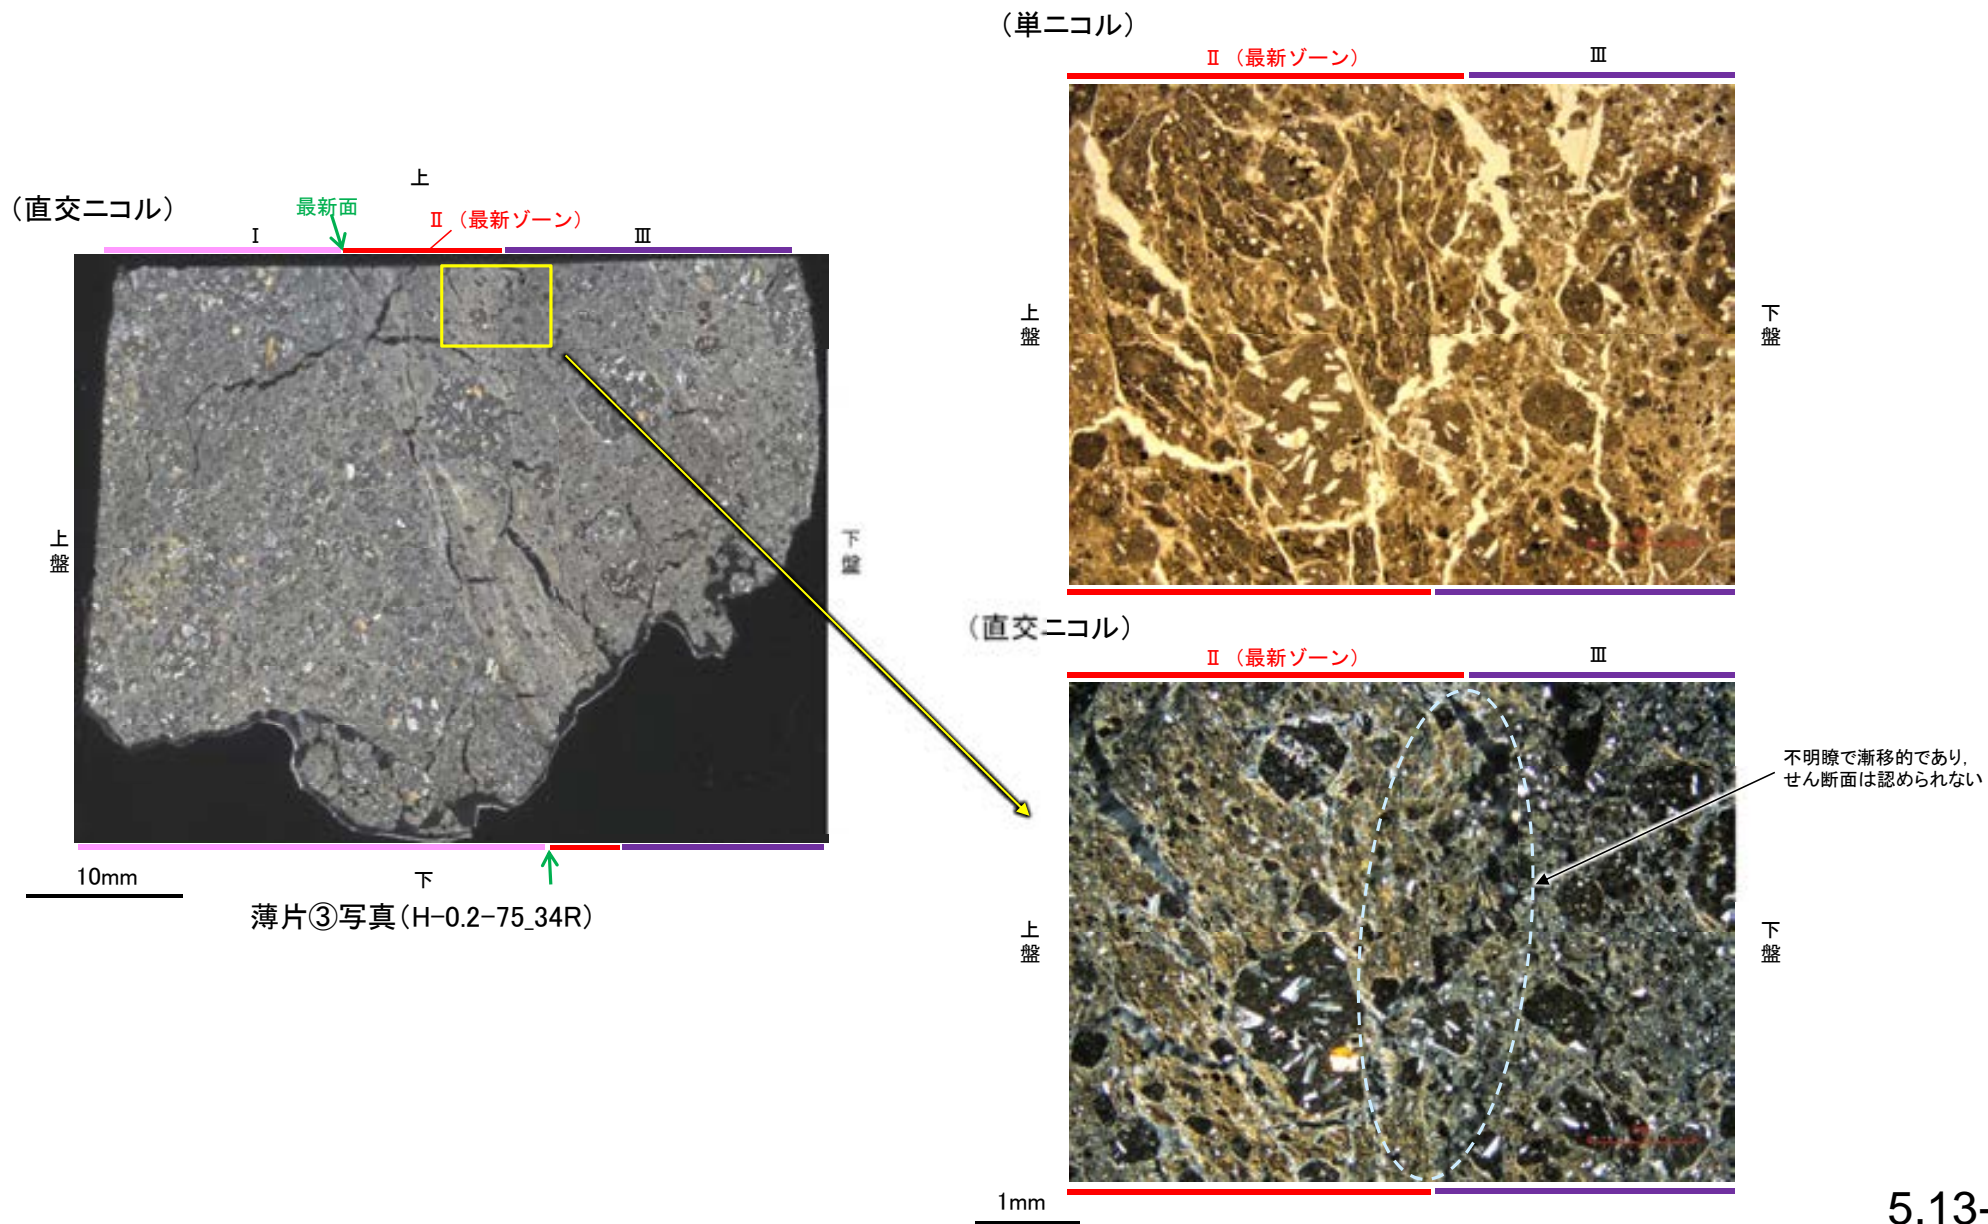 (単ニコル)
Ⅱ (最新ゾーン)
Ⅲ
上盤
下盤
(直交ニコル)
上
最新面
Ⅰ
Ⅱ (最新ゾーン)
Ⅲ
上盤
下盤
10mm
下
薄片③写真(H-0.2-75_34R)
(直交ニコル)
Ⅱ (最新ゾーン)
Ⅲ
不明瞭で漸移的であり,
せん断面は認められない
上盤
下盤
1mm
5.13-